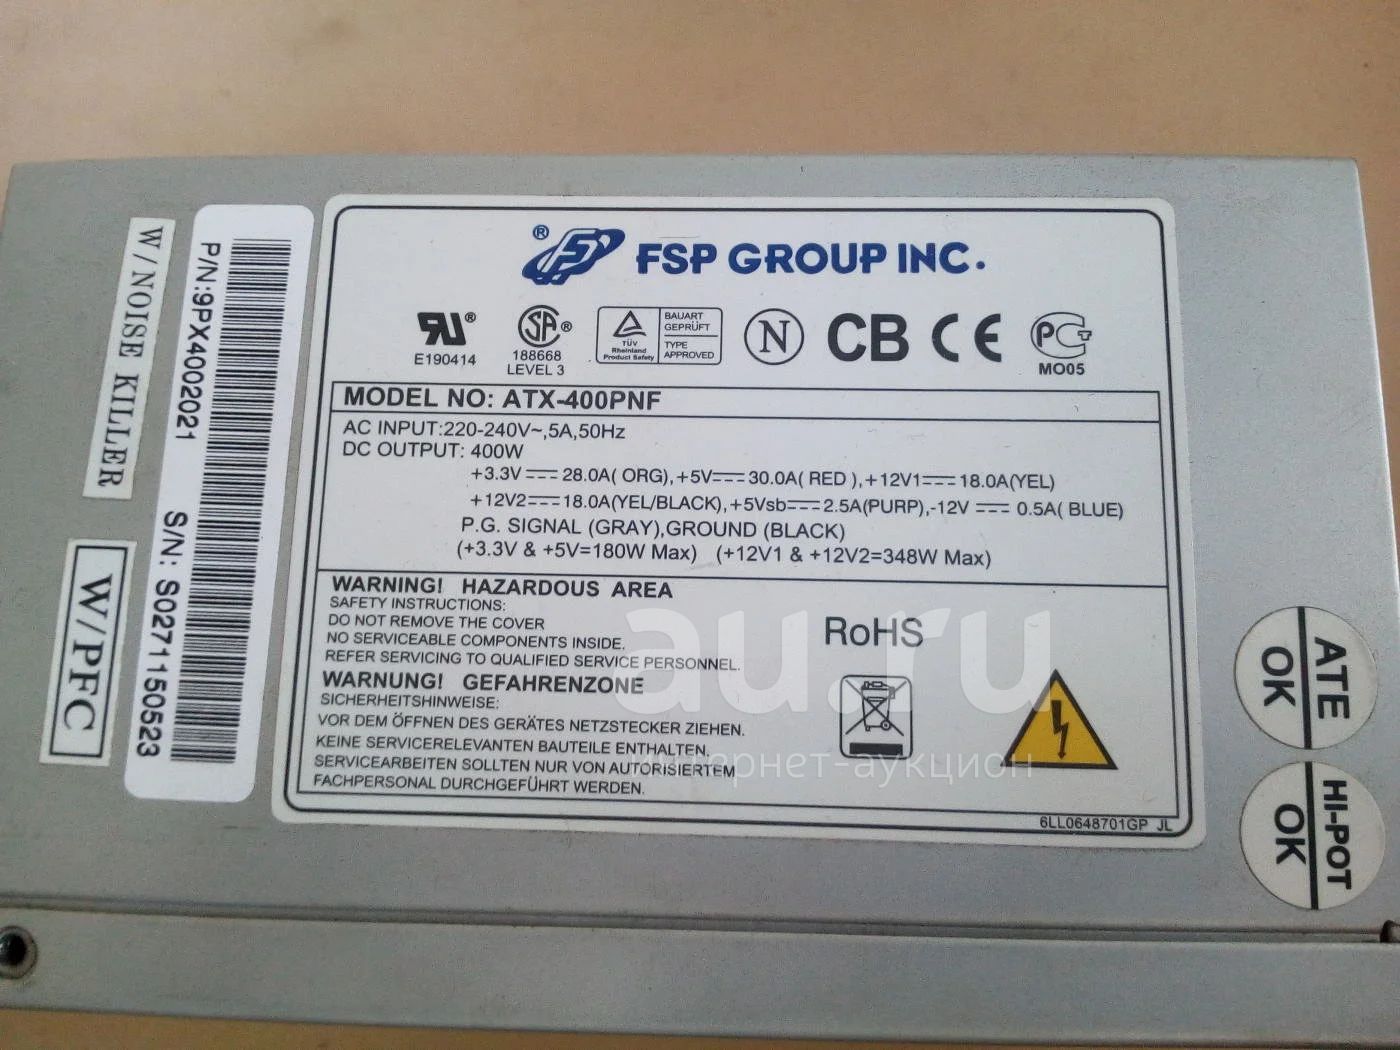 W/NOISE KILLER
W/PFC
P/N:9PX4002021 S/N: S0271150523
® FSP GROUP INC.
E190414
SA ®
188668
LEVEL 3
TÜV
Rheinland
Product Safety
BAUART
GEPRÜFT
TYPE
APPROVED
N
CB CE
MO05
MODEL NO: ATX-400PNF
AC INPUT:220-240V~,5A,50Hz
DC OUTPUT: 400W
+3.3V ⎓ 28.0A( ORG),+5V⎓ 30.0A( RED ),+12V1⎓ 18.0A(YEL)
+12V2⎓18.0A(YEL/BLACK),+5Vsb⎓ 2.5A(PURP),-12V ⎓ 0.5A( BLUE)
P.G. SIGNAL (GRAY),GROUND (BLACK)
(+3.3V & +5V=180W Max) (+12V1 & +12V2=348W Max)
WARNING! HAZARDOUS AREA
SAFETY INSTRUCTIONS:
DO NOT REMOVE THE COVER
NO SERVICEABLE COMPONENTS INSIDE.
REFER SERVICING TO QUALIFIED SERVICE PERSONNEL.
WARNUNG! GEFAHRENZONE
SICHERHEITSHINWEISE:
VOR DEM ÖFFNEN DES GERÄTES NETZSTECKER ZIEHEN.
KEINE SERVICERELEVANTEN BAUTEILE ENTHALTEN.
SERVICEARBEITEN SOLLTEN NUR VON AUTORISIERTEM
FACHPERSONAL DURCHGEFÜHRT WERDEN.
RoHS
6LL0648701GP JL
ATE
OK
HI-POT
OK
au.ru
интернет-аукцион